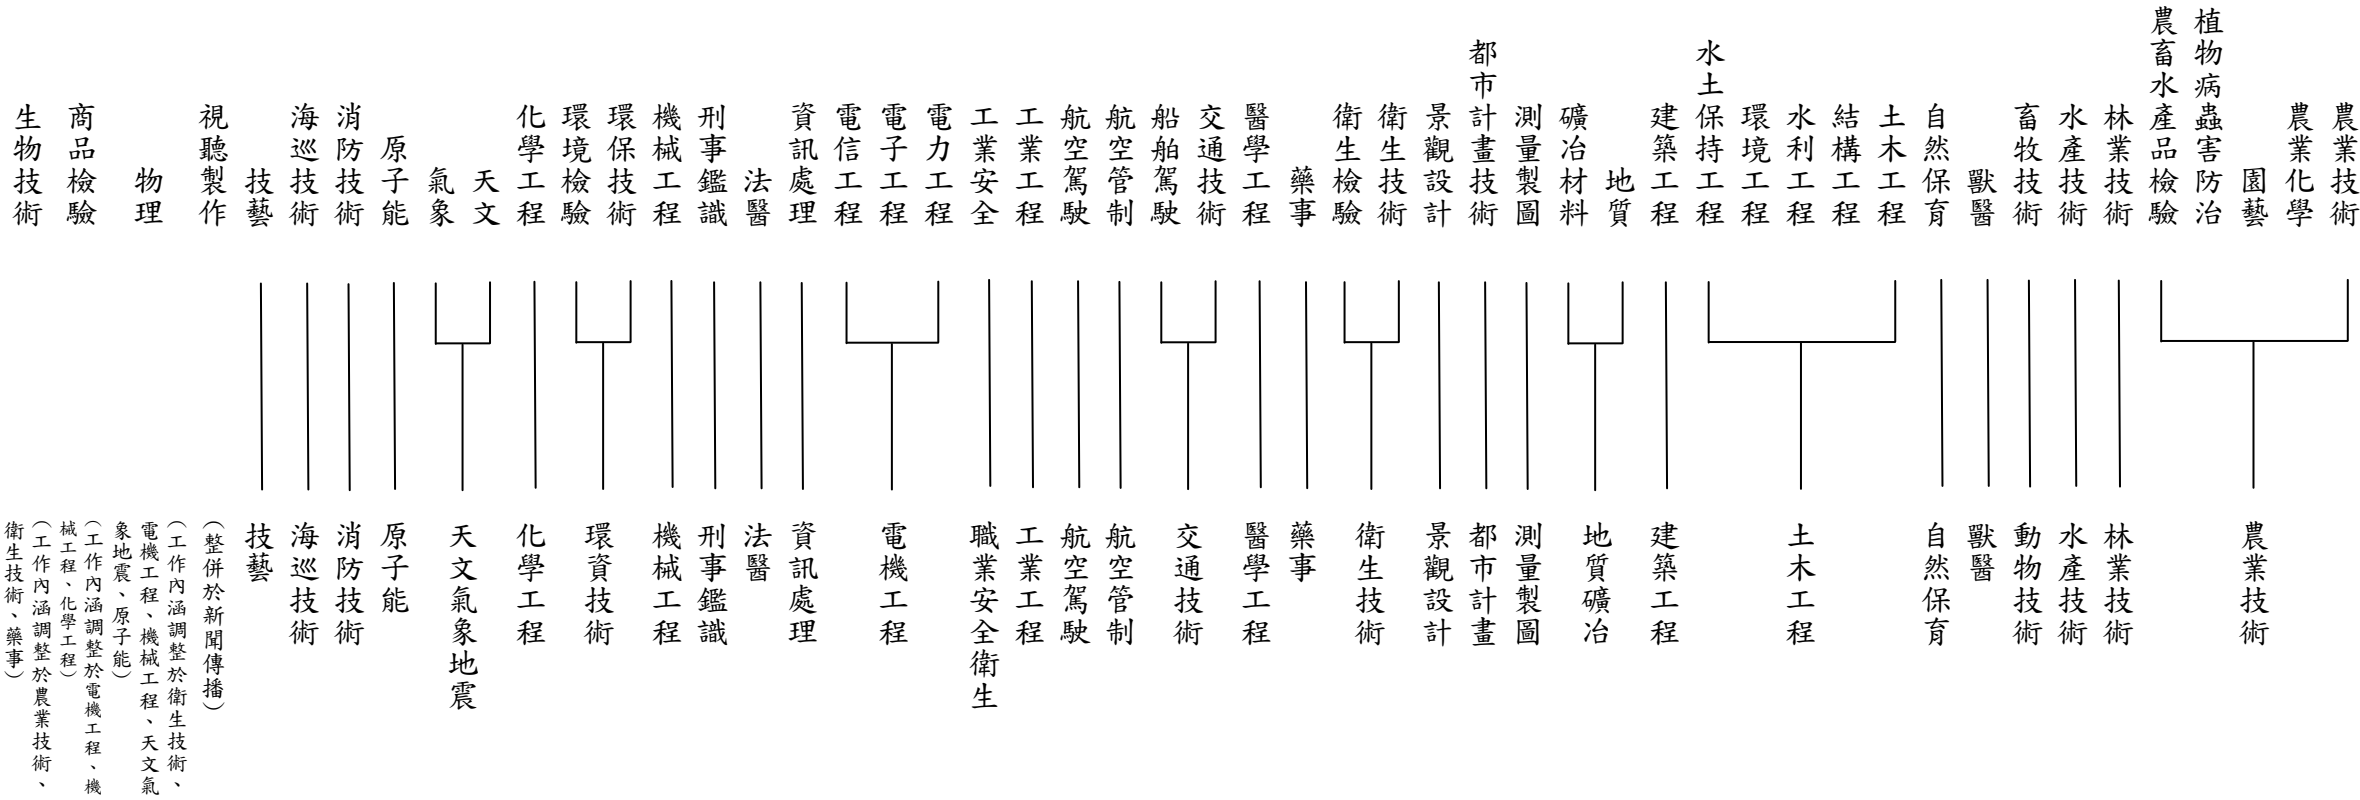 農業技術
農業化學
園藝
植物病蟲害防治
農畜水產品檢驗
林業技術
水產技術
畜牧技術
獸醫
自然保育
土木工程
結構工程
水利工程
環境工程
水土保持工程
建築工程
地質
礦冶材料
測量製圖
都市計畫技術
景觀設計
衛生技術
衛生檢驗
藥事
醫學工程
交通技術
船舶駕駛
航空管制
航空駕駛
工業工程
工業安全
電力工程
電子工程
電信工程
資訊處理
法醫
刑事鑑識
機械工程
環保技術
環境檢驗
化學工程
天文
氣象
原子能
消防技術
海巡技術
技藝
視聽製作
物理
商品檢驗
生物技術
農業技術
林業技術
水產技術
動物技術
獸醫
自然保育
土木工程
建築工程
地質礦冶
測量製圖
都市計畫
景觀設計
衛生技術
藥事
醫學工程
交通技術
航空管制
航空駕駛
工業工程
職業安全衛生
電機工程
資訊處理
法醫
刑事鑑識
機械工程
環資技術
化學工程
天文氣象地震
原子能
消防技術
海巡技術
技藝
(整併於新聞傳播)
(工作內涵調整於衛生技術、
電機工程、機械工程、天文氣
象地震、原子能)
(工作內涵調整於電機工程、機
械工程、化學工程)
(工作內涵調整於農業技術、
衛生技術、藥事)